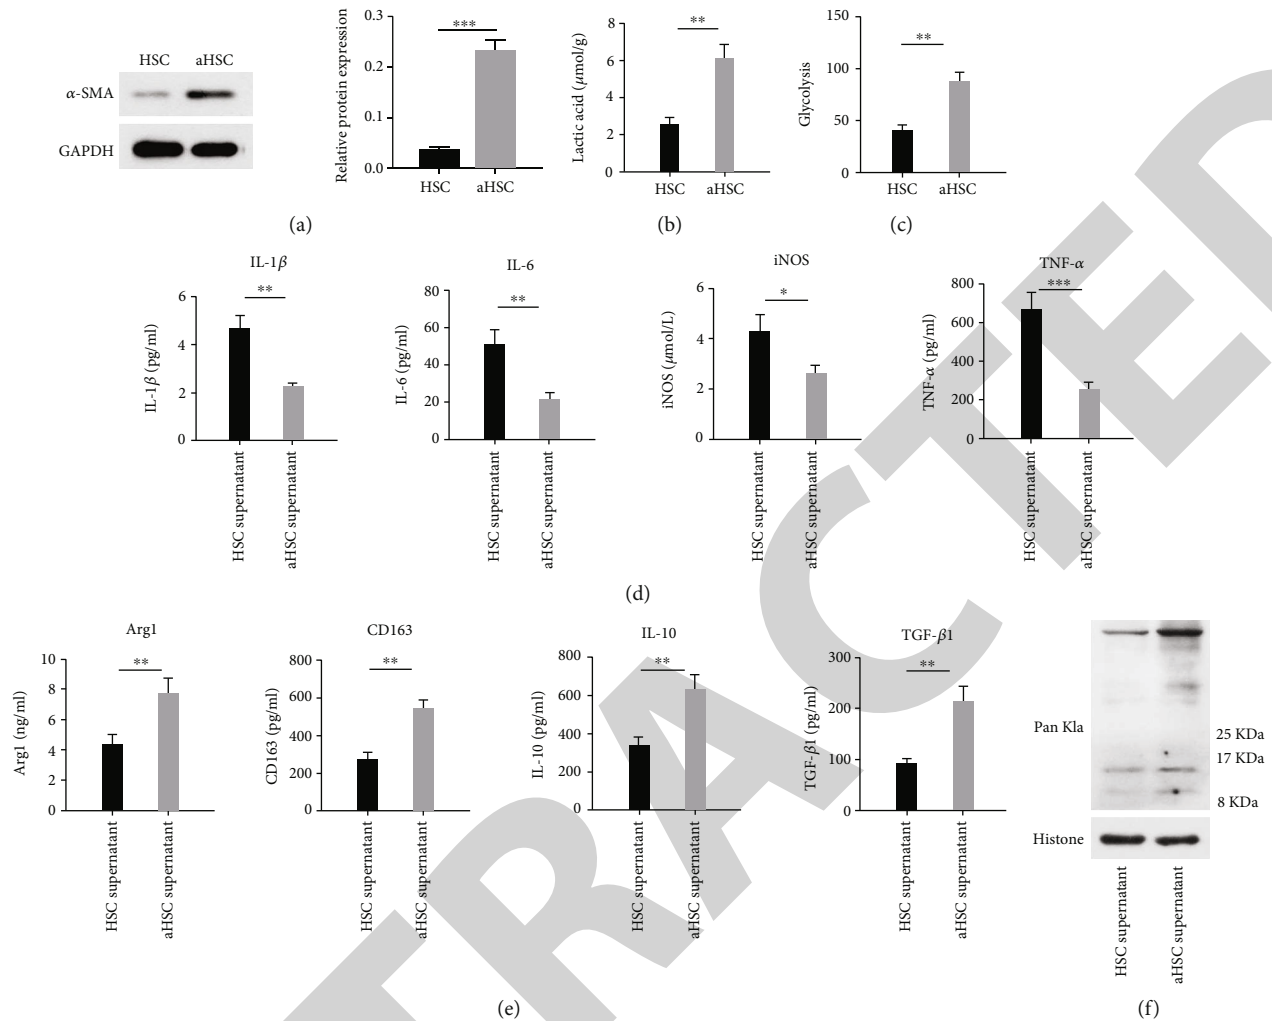 HSC aHSC
α-SMA
GAPDH
Relative protein expression
0.3
0.2
0.1
0.0
***
HSC aHSC
(a)
Lactic acid (μmol/g)
8
6
4
2
0
**
HSC aHSC
(b)
Glycolysis
150
100
50
0
**
HSC aHSC
(c)
IL-1β
IL-1β (pg/ml)
6
4
2
0
**
HSC supernatant
aHSC supernatant
IL-6
IL-6 (pg/ml)
80
60
40
20
0
**
HSC supernatant
aHSC supernatant
iNOS
iNOS (μmol/L)
6
4
2
0
*
HSC supernatant
aHSC supernatant
TNF-α
TNF-α (pg/ml)
800
600
400
200
0
***
HSC supernatant
aHSC supernatant
(d)
Arg1
Arg1 (ng/ml)
10
8
6
4
2
0
**
HSC supernatant
aHSC supernatant
CD163
CD163 (pg/ml)
800
600
400
200
0
**
HSC supernatant
aHSC supernatant
IL-10
IL-10 (pg/ml)
800
600
400
200
0
**
HSC supernatant
aHSC supernatant
TGF-β1
TGF-β1 (pg/ml)
300
200
100
0
**
HSC supernatant
aHSC supernatant
(e)
Pan Kla
25 KDa
17 KDa
8 KDa
Histone
HSC supernatant
aHSC supernatant
(f)
TRACTED